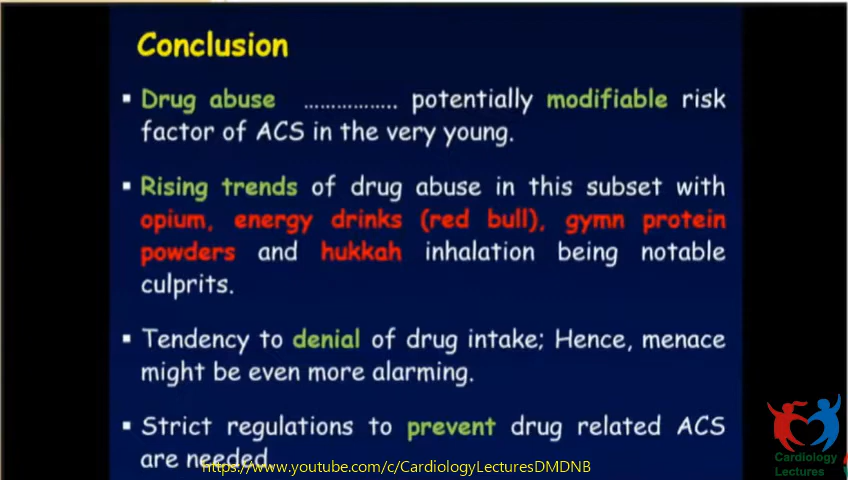 Conclusion
▪ Drug abuse ................. potentially modifiable risk
factor of ACS in the very young.
▪ Rising trends of drug abuse in this subset with
opium, energy drinks (red bull), gymn protein
powders and hukkah inhalation being notable
culprits.
▪ Tendency to denial of drug intake; Hence, menace
might be even more alarming.
▪ Strict regulations to prevent drug related ACS
are needed
https://www.youtube.com/c/CardiologyLecturesDMDNB
Cardiology
Lectures